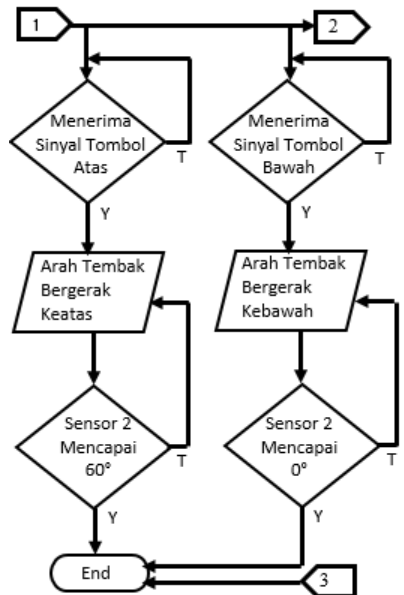 1
2
Menerima
Sinyal Tombol
Atas
T
Y
Menerima
Sinyal Tombol
Bawah
T
Y
Arah Tembak
Bergerak
Keatas
Arah Tembak
Bergerak
Kebawah
Sensor 2
Mencapai
60°
T
Y
Sensor 2
Mencapai
0°
T
Y
End
3